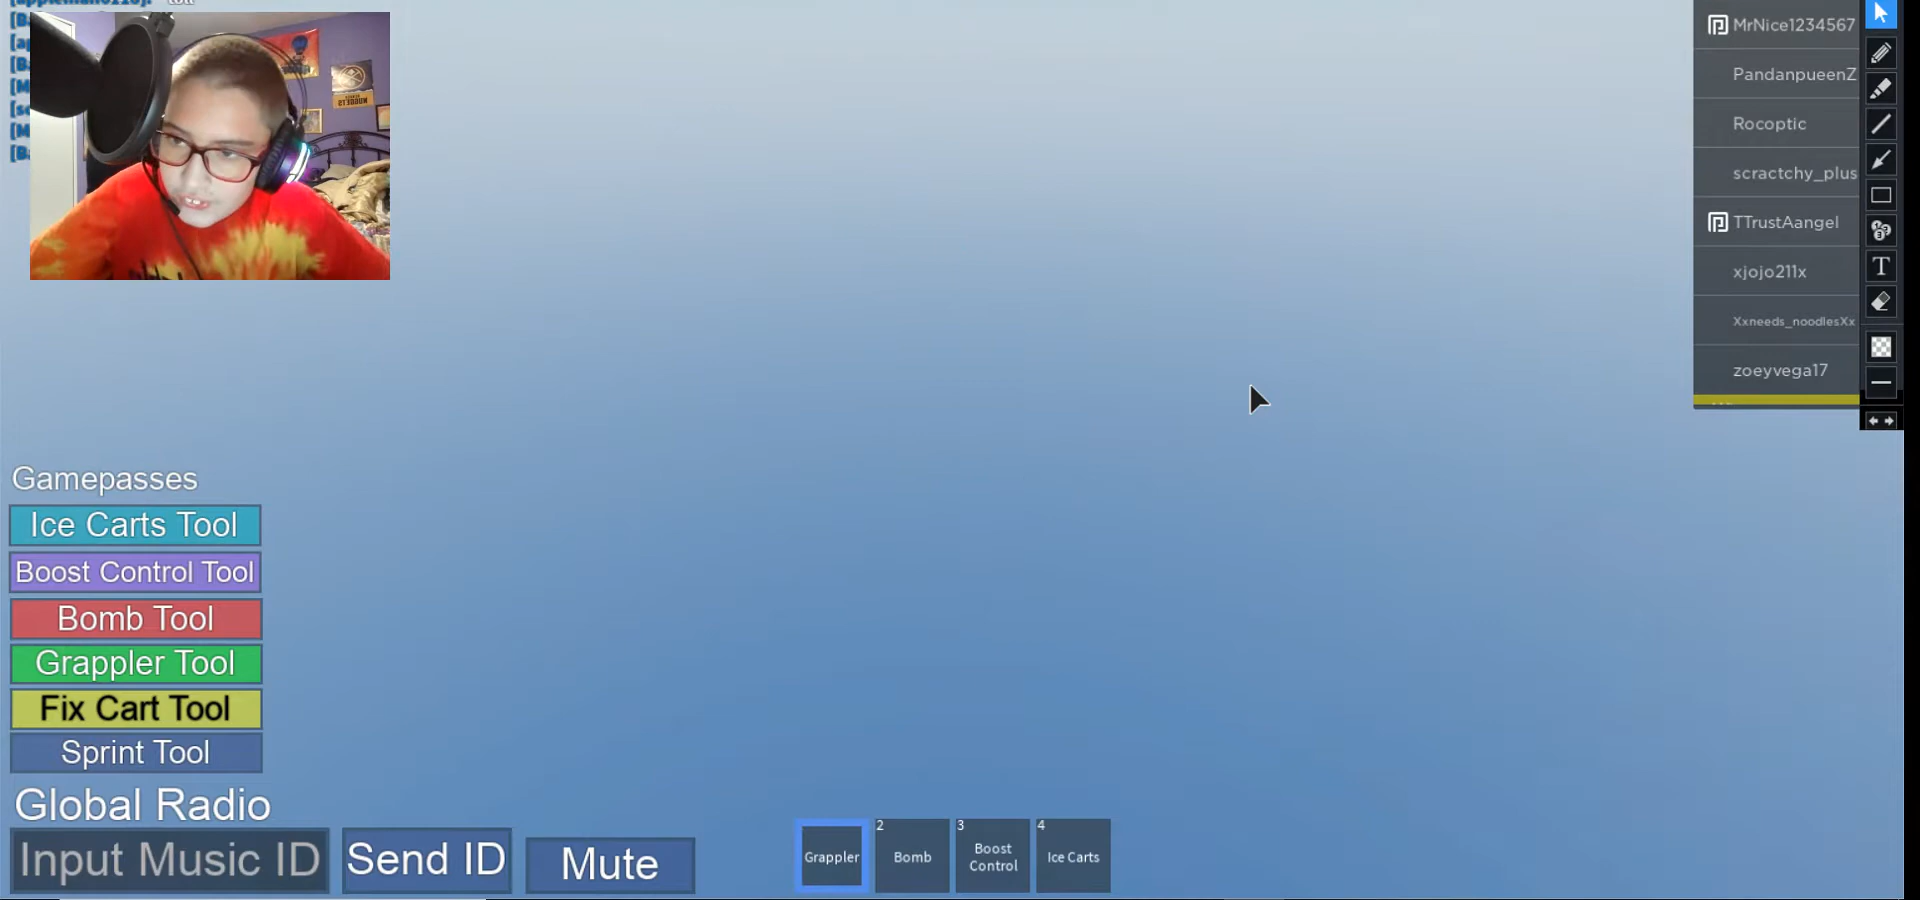 MrNice1234567
PandanpueenZ
Rocoptic
scractchy_plus
TTrustAangel
xjojo211x
Xxneeds_noodlesXx
zoeyvega17
T
Gamepasses
Ice Carts Tool
Boost Control Tool
Bomb Tool
Grappler Tool
Fix Cart Tool
Sprint Tool
Global Radio
Input Music ID
Send ID
Mute
Grappler
2
Bomb
3
Boost
Control
4
Ice Carts